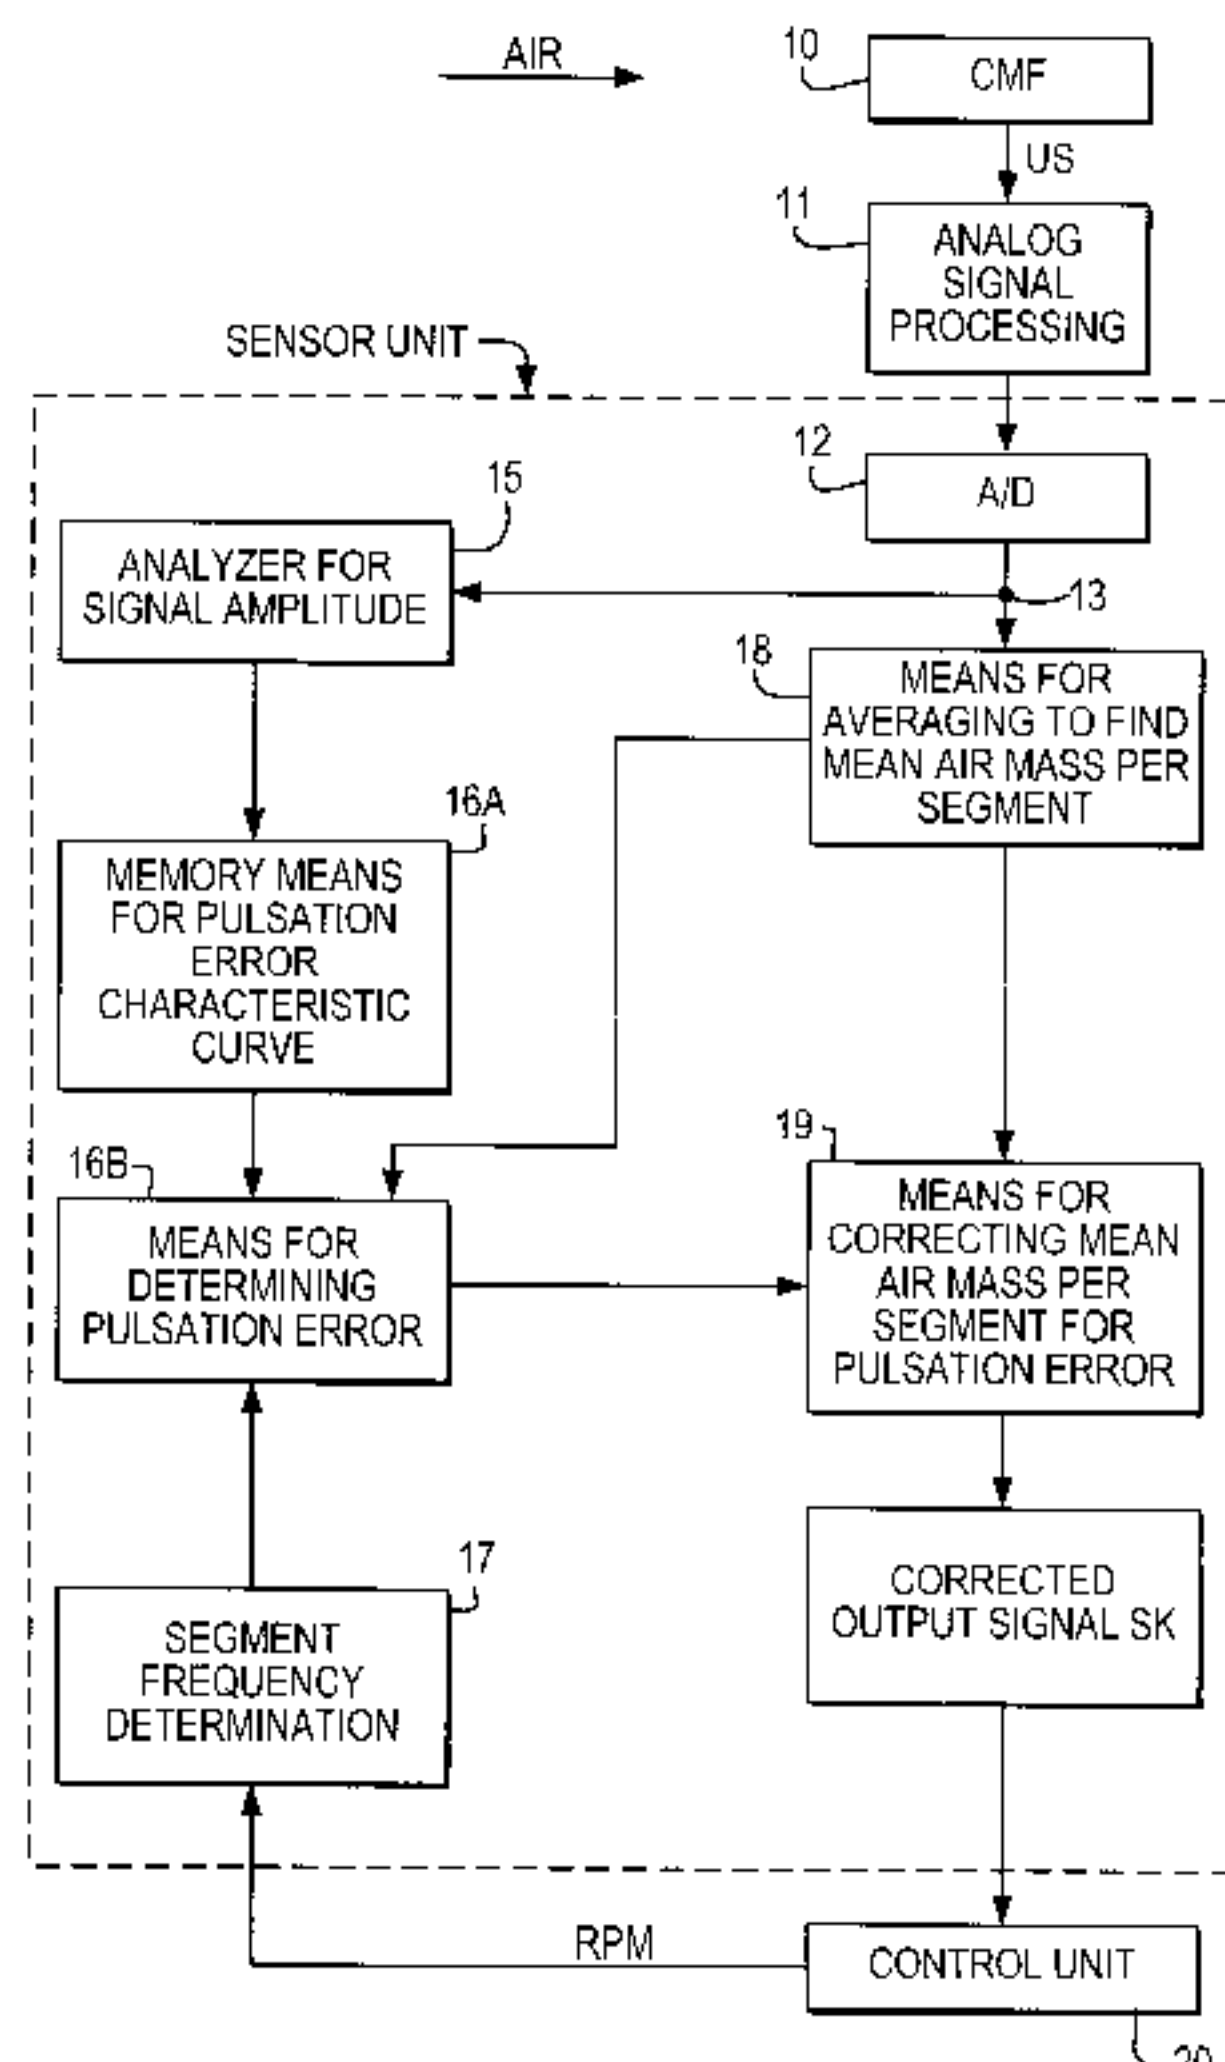 AIR
10
CMF
US
11
ANALOG
SIGNAL
PROCESSING
SENSOR UNIT
12
A/D
13
15
ANALYZER FOR
SIGNAL AMPLITUDE
18
MEANS FOR
AVERAGING TO FIND
MEAN AIR MASS PER
SEGMENT
16A
MEMORY MEANS
FOR PULSATION
ERROR
CHARACTERISTIC
CURVE
16B
MEANS FOR
DETERMINING
PULSATION ERROR
19
MEANS FOR
CORRECTING MEAN
AIR MASS PER
SEGMENT FOR
PULSATION ERROR
17
SEGMENT
FREQUENCY
DETERMINATION
CORRECTED
OUTPUT SIGNAL SK
RPM
CONTROL UNIT